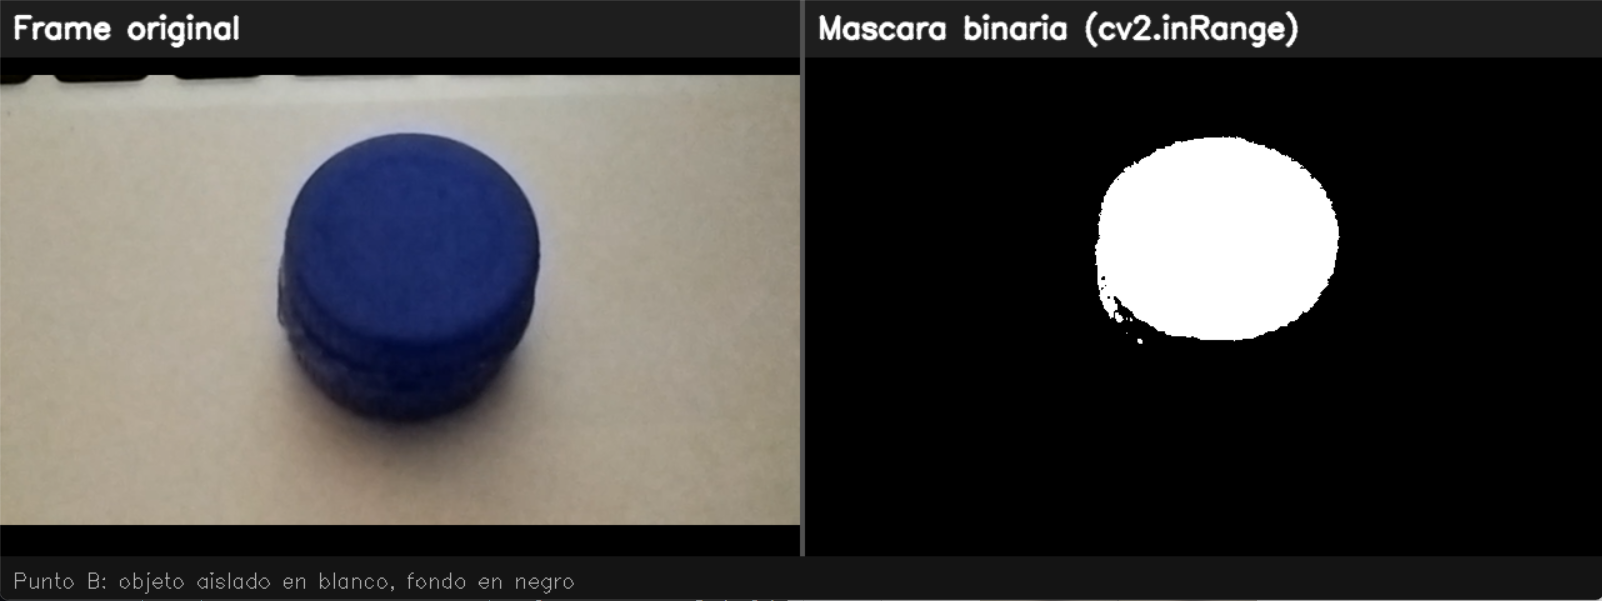 Frame original
Mascara binaria (cv2.inRange)
Punto B: objeto aislado en blanco, fondo en negro